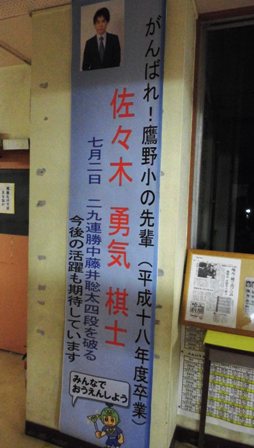 がんばれ！鷹野小の先輩（平成十八年度卒業）
佐々木 勇気 棋士
七月二日 二九連勝中藤井聡太四段を破る
今後の活躍も期待しています
みんなで
おうえんしよう